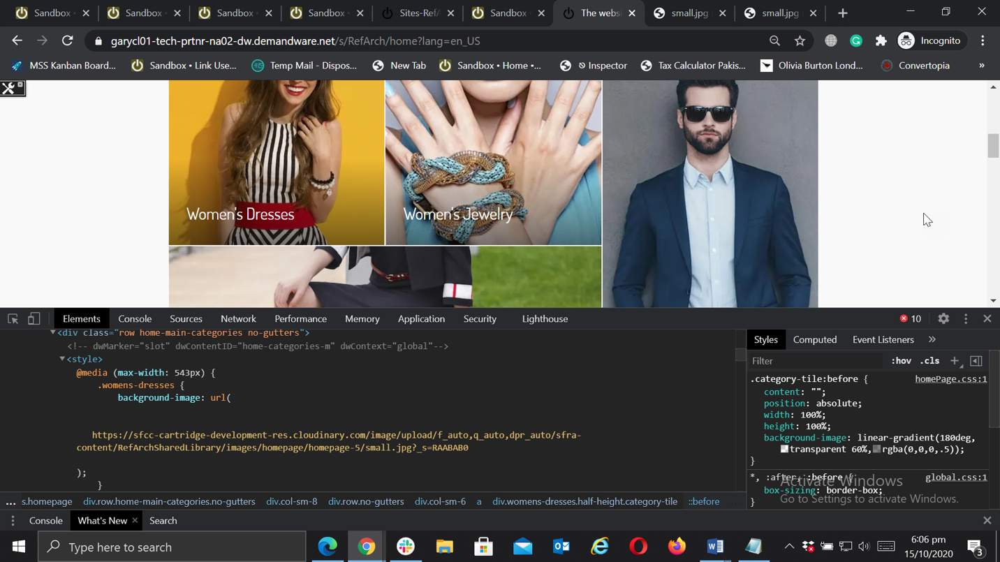 Sandbox
Sandbox
Sandbox
Sandbox
Sites-RefA
Sandbox
The websi
small.jpg
small.jpg
garycl01-tech-prtnr-na02-dw.demandware.net/s/RefArch/home?lang=en_US
Incognito
MSS Kanban Board...
Sandbox • Link Use...
Temp Mail - Dispos...
New Tab
Sandbox • Home •...
Inspector
Tax Calculator Pakis...
Olivia Burton Lond...
Convertopia
»
Women's Dresses
Women's Jewelry
Elements
Console
Sources
Network
Performance
Memory
Application
Security
Lighthouse
10
<div class="row home-main-categories no-gutters">
<!-- dwMarker="slot" dwContentID="home-categories-m" dwContext="global"-->
<style>
@media (max-width: 543px) {
.womens-dresses {
background-image: url(
https://sfcc-cartridge-development-res.cloudinary.com/image/upload/f_auto,q_auto,dpr_auto/sfra-
content/RefArchSharedLibrary/images/homepage/homepage-5/small.jpg?_s=RAABAB0
);
}
... s.homepage div.row.home-main-categories.no-gutters div.col-sm-8 div.row.no-gutters div.col-sm-6 a div.womens-dresses.half-height.category-tile ::before
Styles
Computed
Event Listeners
»
Filter
:hov .cls +
.category-tile:before { homePage.css:1
content: "";
position: absolute;
width: 100%;
height: 100%;
background-image: linear-gradient(180deg,
transparent 60%, rgba(0,0,0,.5));
}
*, :after, :before { global.css:1
box-sizing: border-box;
}
Activate Windows
Go to Settings to activate Windows.
Console
What's New
Search
Type here to search
6:06 pm
15/10/2020
3